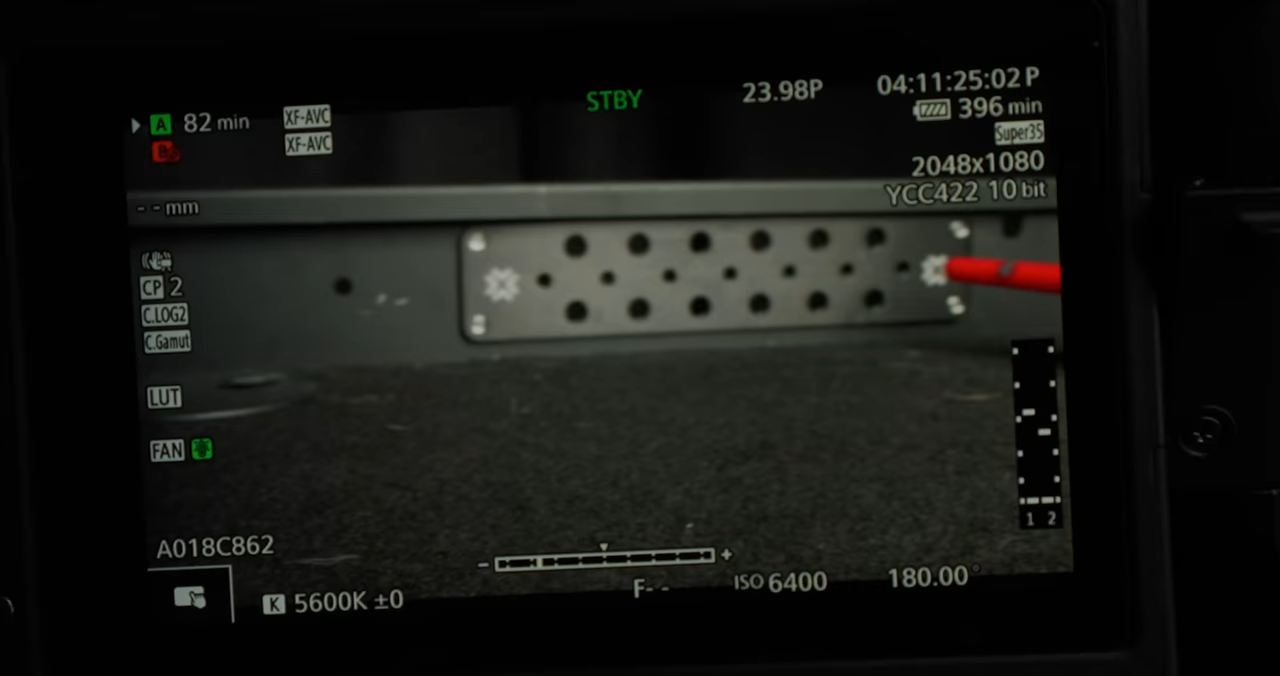 STBY 23.98P 04:11:25:02 P
A 82 min XF-AVC 396 min
B XF-AVC Super35
2048x1080
- - mm YCC422 10 bit
CP 2
C.LOG2
C.Gamut
LUT
FAN
1 2
A018C862
- +
K 5600K ±0 F- - ISO 6400 180.00°